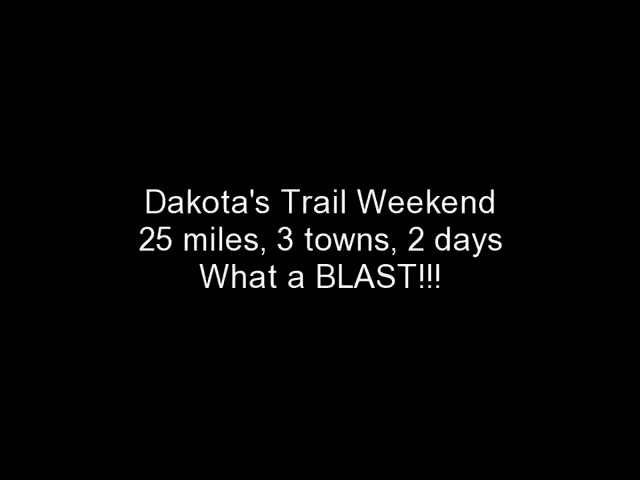 Dakota's Trail Weekend
25 miles, 3 towns, 2 days
What a BLAST!!!